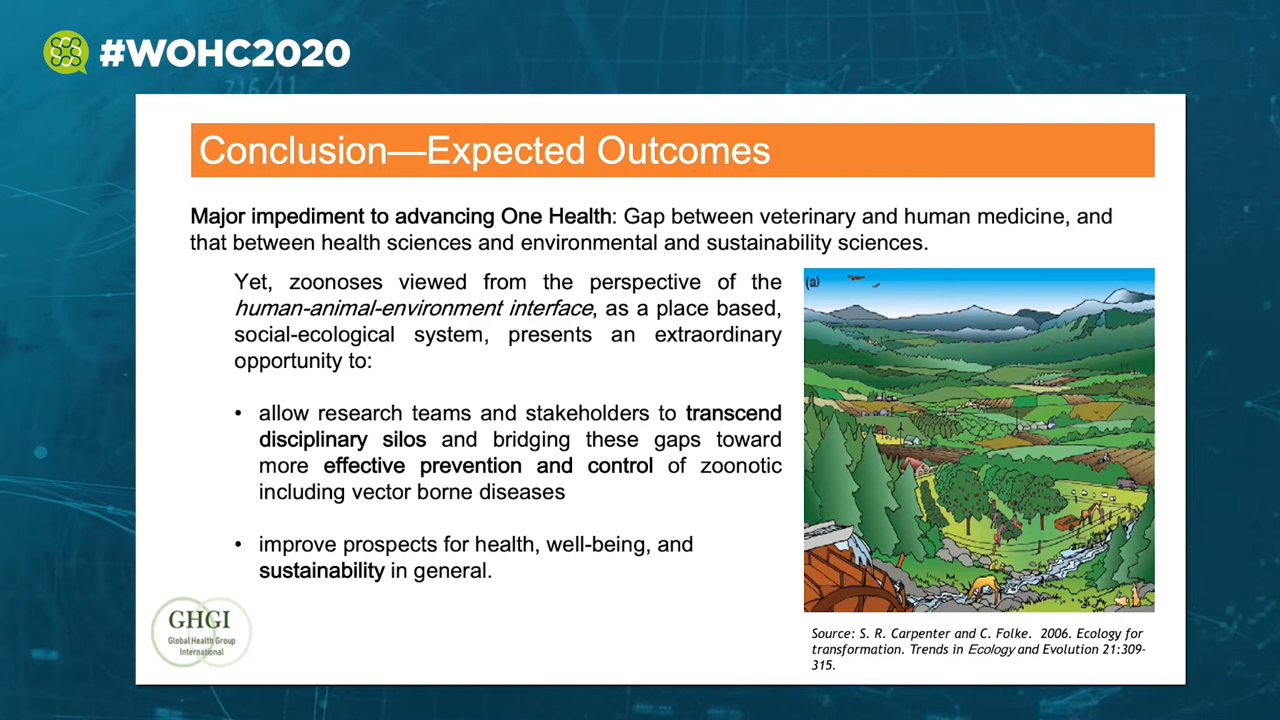 #WOHC2020
716/11
Conclusion—Expected Outcomes
Major impediment to advancing One Health: Gap between veterinary and human medicine, and
that between health sciences and environmental and sustainability sciences.
Yet, zoonoses viewed from the perspective of the
human-animal-environment interface, as a place based,
social-ecological system, presents an extraordinary
opportunity to:
• allow research teams and stakeholders to transcend
disciplinary silos and bridging these gaps toward
more effective prevention and control of zoonotic
including vector borne diseases
• improve prospects for health, well-being, and
sustainability in general.
(a)
Source: S. R. Carpenter and C. Folke. 2006. Ecology for
transformation. Trends in Ecology and Evolution 21:309-
315.
GHGI
Global Health Group
International